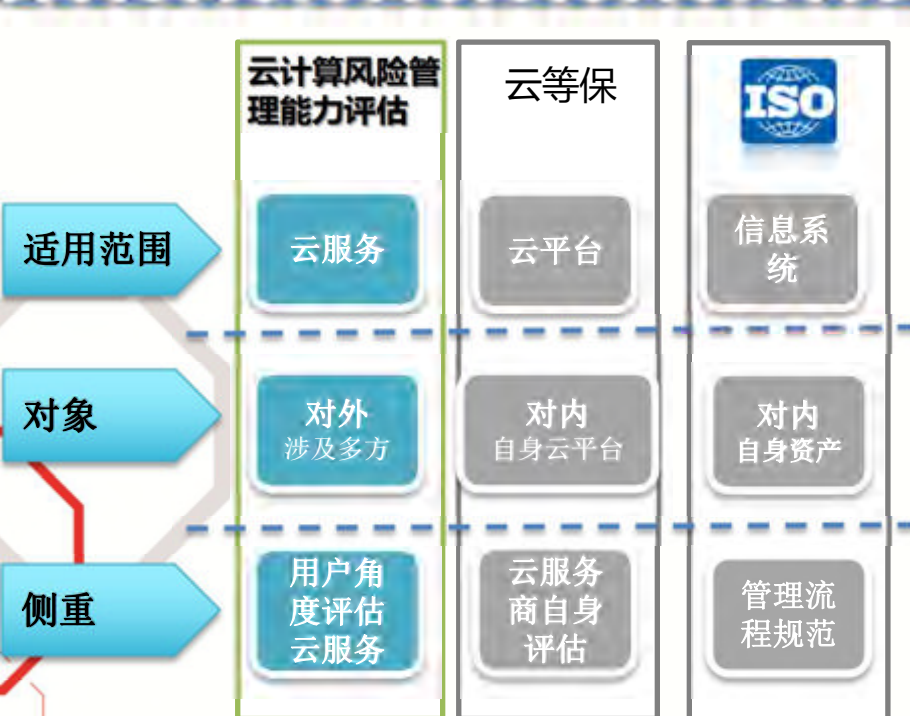 云计算风险管
理能力评估
云等保
ISO
适用范围
云服务
云平台
信息系
统
对象
对外
涉及多方
对内
自身云平台
对内
自身资产
侧重
用户角
度评估
云服务
云服务
商自身
评估
管理流
程规范